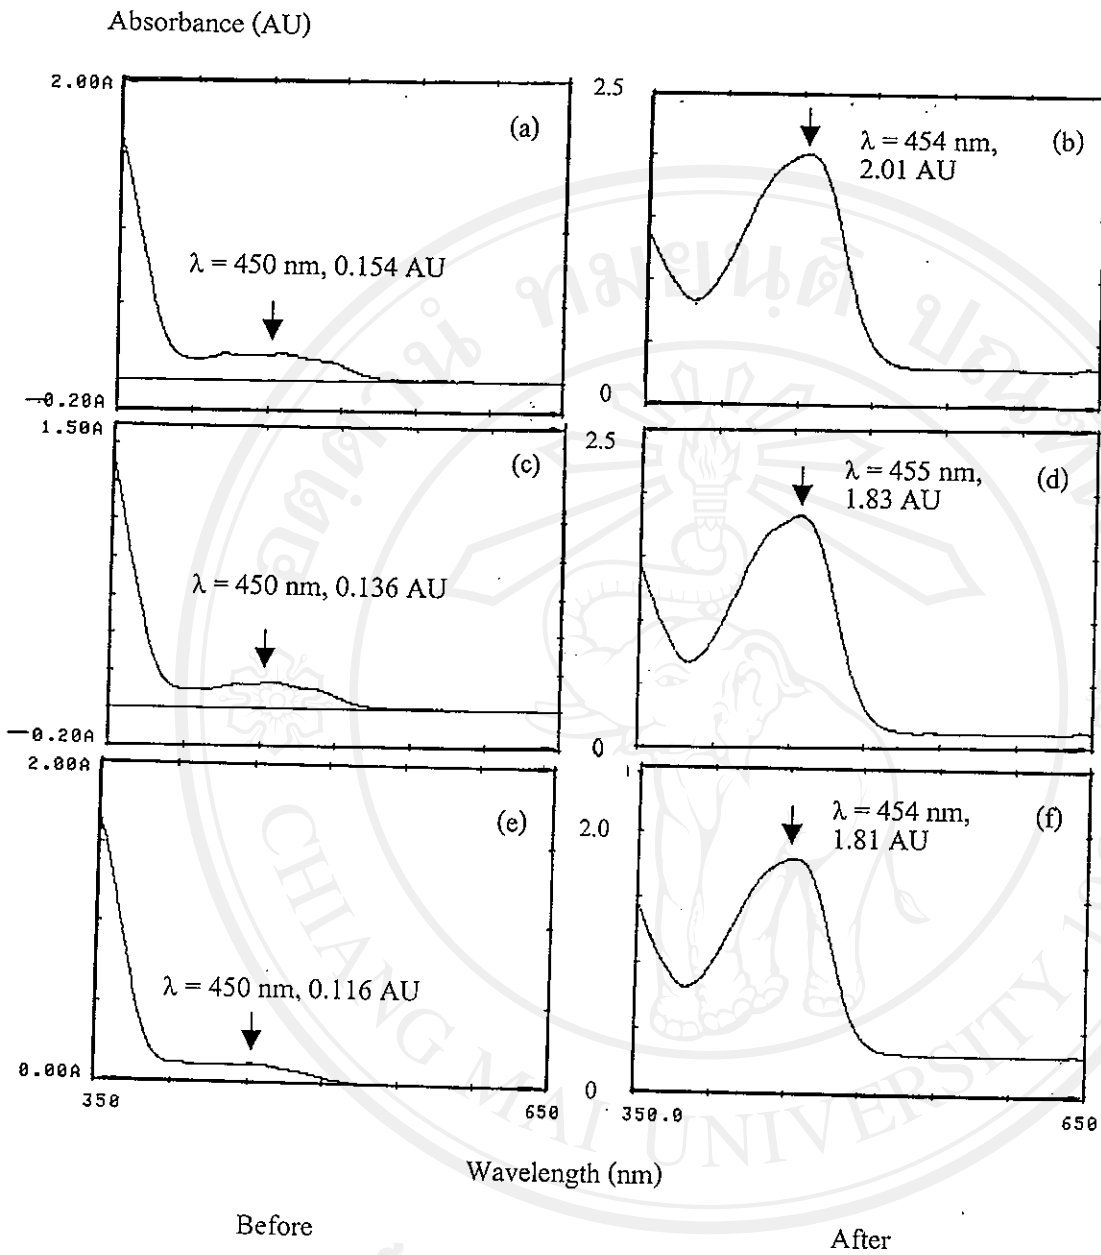 Absorbance (AU)
2.00A
(a)
λ = 450 nm, 0.154 AU
−0.20A
2.5
(b)
λ = 454 nm,
2.01 AU
0
1.50A
(c)
λ = 450 nm, 0.136 AU
−0.20A
2.5
(d)
λ = 455 nm,
1.83 AU
0
2.00A
(e)
λ = 450 nm, 0.116 AU
0.00A
350
650
2.0
(f)
λ = 454 nm,
1.81 AU
0
350.0
650
Wavelength (nm)
Before
After
CHIANG MAI UNIVERSITY